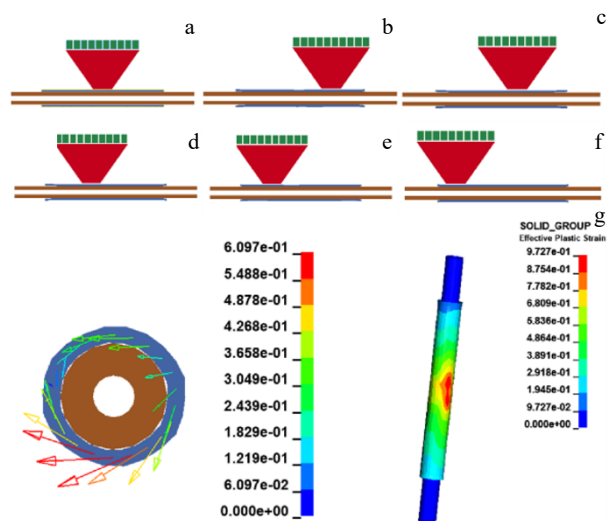 a
b
c
d
e
f
g
6.097e-01
5.488e-01
4.878e-01
4.268e-01
3.658e-01
3.049e-01
2.439e-01
1.829e-01
1.219e-01
6.097e-02
0.000e+00
SOLID_GROUP
Effective Plastic Strain
9.727e-01
8.754e-01
7.782e-01
6.809e-01
5.836e-01
4.864e-01
3.891e-01
2.918e-01
1.945e-01
9.727e-02
0.000e+00